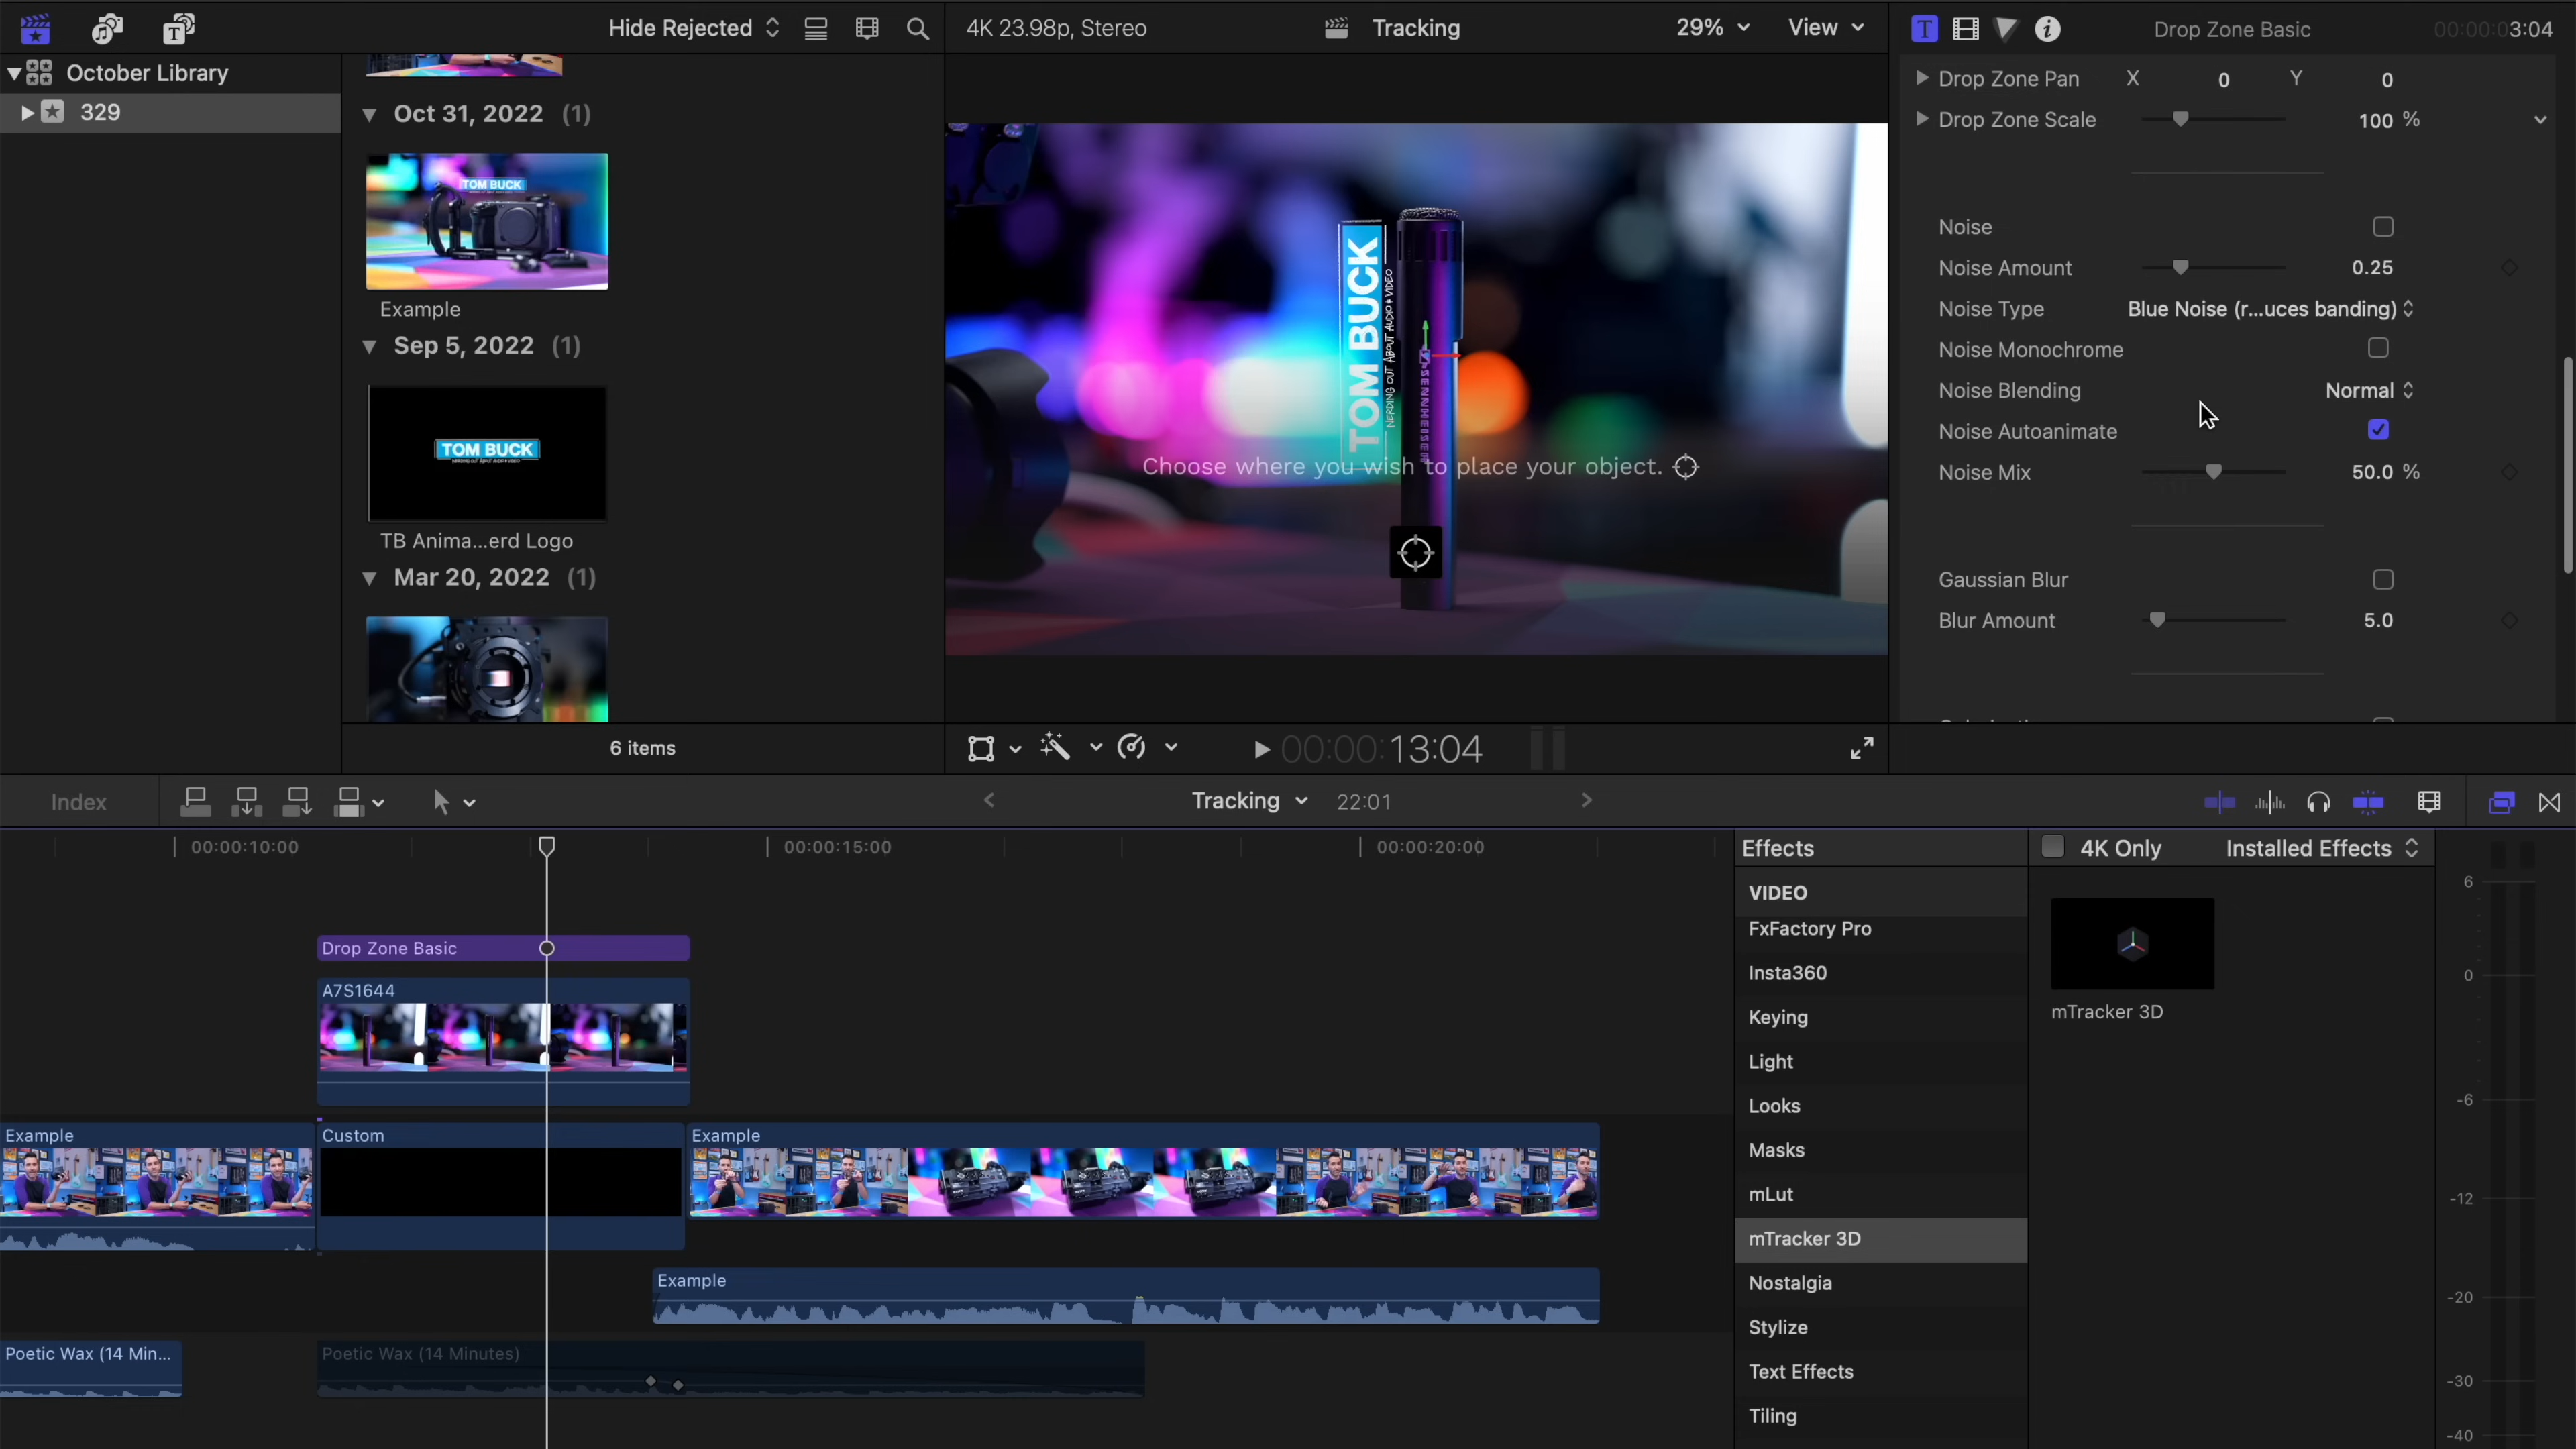 Hide Rejected
4K 23.98p, Stereo
Tracking
29%
View
T
Drop Zone Basic
00:00:03:04
October Library
329
Oct 31, 2022 (1)
TOM BUCK
Example
Sep 5, 2022 (1)
TOM BUCK
TB Anima...erd Logo
Mar 20, 2022 (1)
6 items
TOM BUCK
NERDING OUT ABOUT AUDIO + VIDEO
SENNHEISER
Choose where you wish to place your object.
00:00:13:04
Drop Zone Pan X 0 Y 0
Drop Zone Scale 100 %
Noise
Noise Amount 0.25
Noise Type Blue Noise (r...uces banding)
Noise Monochrome
Noise Blending Normal
Noise Autoanimate
Noise Mix 50.0 %
Gaussian Blur
Blur Amount 5.0
Index
Tracking 22:01
00:00:10:00
00:00:15:00
00:00:20:00
Drop Zone Basic
A7S1644
Example
Custom
Example
Example
Poetic Wax (14 Min...
Poetic Wax (14 Minutes)
Effects
4K Only
Installed Effects
VIDEO
FxFactory Pro
Insta360
Keying
Light
Looks
Masks
mLut
mTracker 3D
Nostalgia
Stylize
Text Effects
Tiling
mTracker 3D
6
0
-6
-12
-20
-30
-40